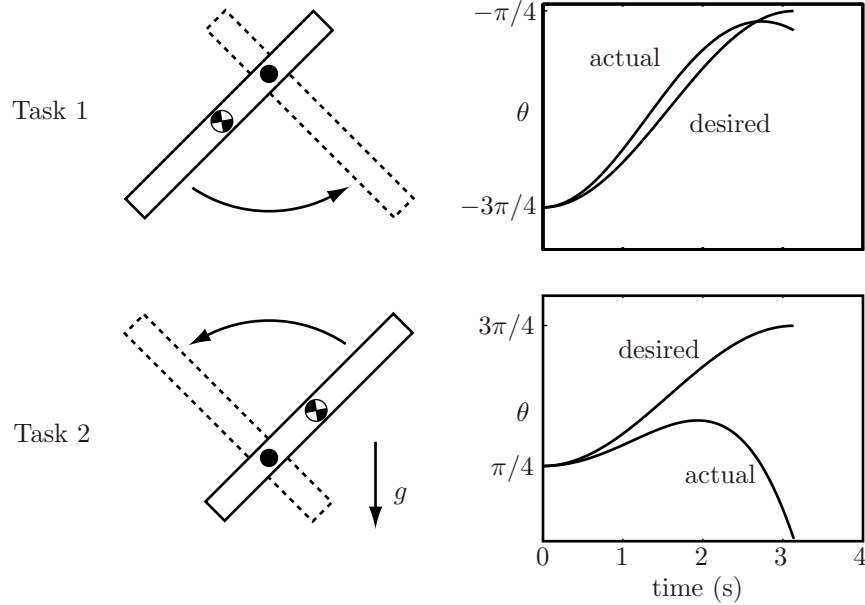 Task 1
−π/4
actual
θ
desired
−3π/4
Task 2
g
3π/4
desired
θ
π/4
actual
0 1 2 3 4
time (s)